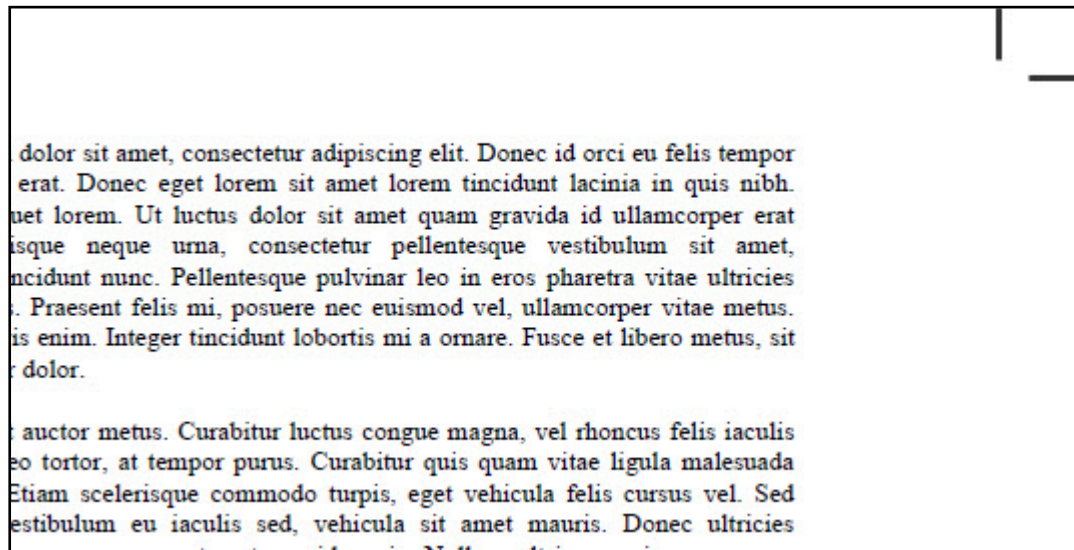 dolor sit amet, consectetur adipiscing elit. Donec id orci eu felis tempor
erat. Donec eget lorem sit amet lorem tincidunt lacinia in quis nibh.
uet lorem. Ut luctus dolor sit amet quam gravida id ullamcorper erat
isque neque urna, consectetur pellentesque vestibulum sit amet,
ncidunt nunc. Pellentesque pulvinar leo in eros pharetra vitae ultricies
. Praesent felis mi, posuere nec euismod vel, ullamcorper vitae metus.
is enim. Integer tincidunt lobortis mi a ornare. Fusce et libero metus, sit
dolor.
auctor metus. Curabitur luctus congue magna, vel rhoncus felis iaculis
eo tortor, at tempor purus. Curabitur quis quam vitae ligula malesuada
Etiam scelerisque commodo turpis, eget vehicula felis cursus vel. Sed
estibulum eu iaculis sed, vehicula sit amet mauris. Donec ultricies